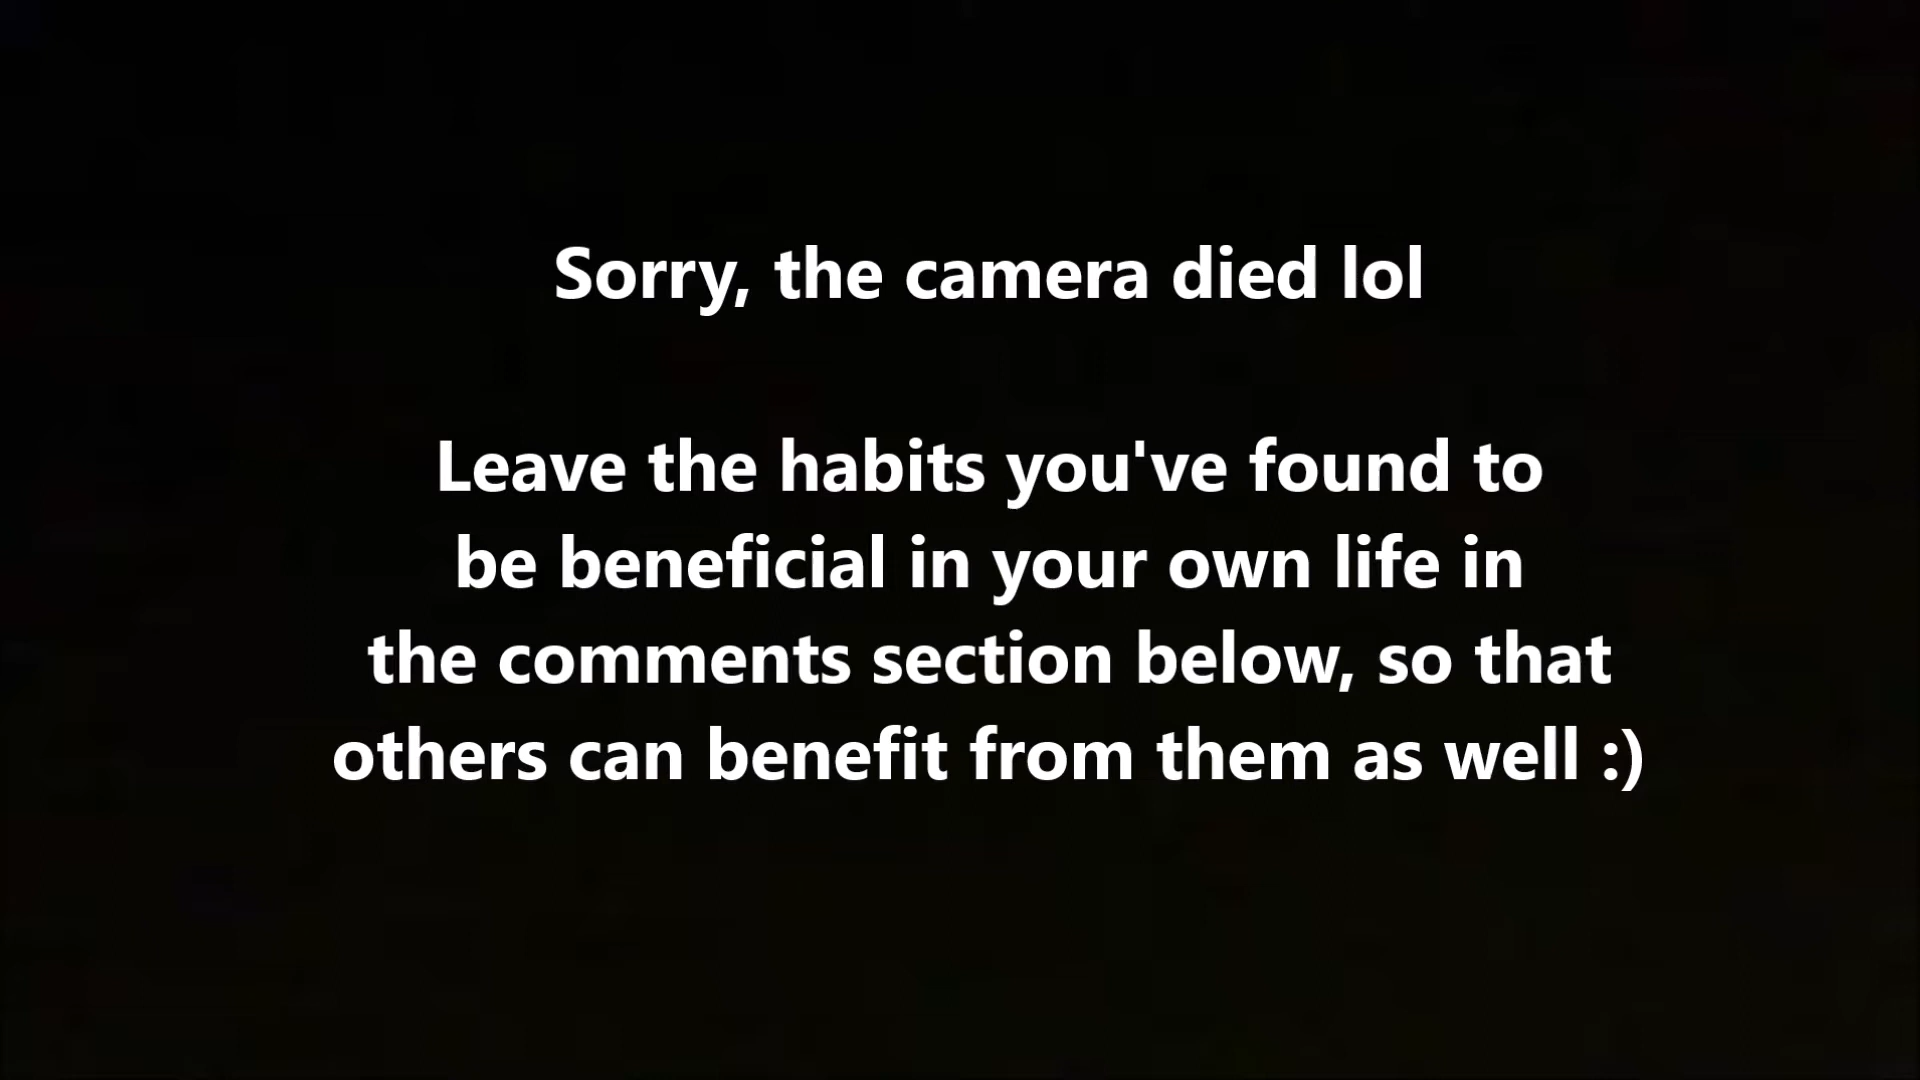 Sorry, the camera died lol
Leave the habits you've found to
be beneficial in your own life in
the comments section below, so that
others can benefit from them as well :)